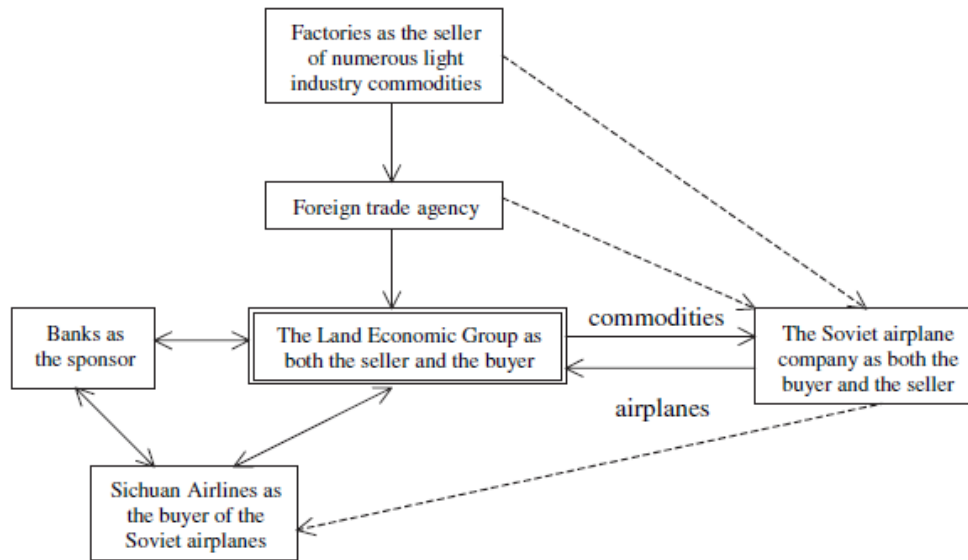 Factories as the seller
of numerous light
industry commodities
Foreign trade agency
Banks as
the sponsor
The Land Economic Group as
both the seller and the buyer
commodities
airplanes
The Soviet airplane
company as both the
buyer and the seller
Sichuan Airlines as
the buyer of the
Soviet airplanes